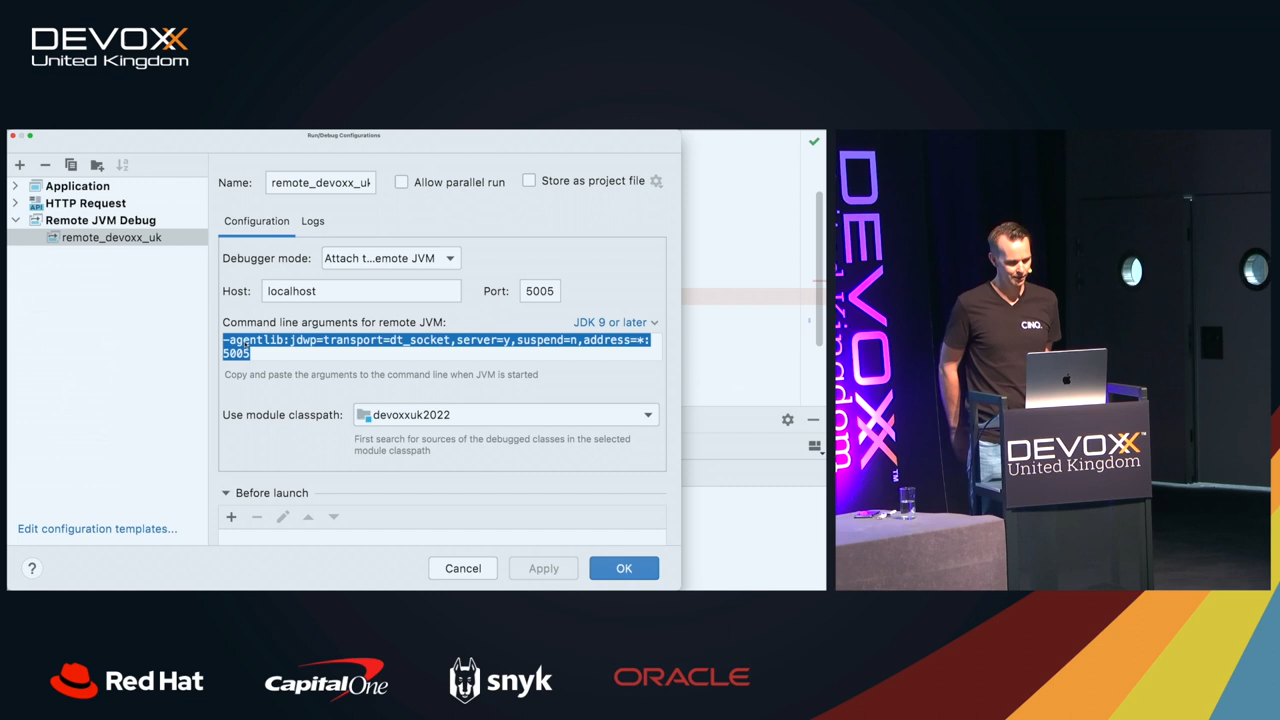 DEVOXX
United Kingdom
Run/Debug Configurations
Application
HTTP Request
Remote JVM Debug
remote_devoxx_uk
Edit configuration templates...
Name:
remote_devoxx_uk
Allow parallel run
Store as project file
Configuration
Logs
Debugger mode:
Attach t...emote JVM
Host:
localhost
Port:
5005
Command line arguments for remote JVM:
JDK 9 or later
-agentlib:jdwp=transport=dt_socket,server=y,suspend=n,address=*:
5005
Copy and paste the arguments to the command line when JVM is started
Use module classpath:
devoxxuk2022
First search for sources of the debugged classes in the selected
module classpath
Before launch
?
Cancel
Apply
OK
DEVOXX™
United Kingdom
CINQ.
DEVOXX™
United Kingdom
Red Hat
Capital One
snyk
ORACLE